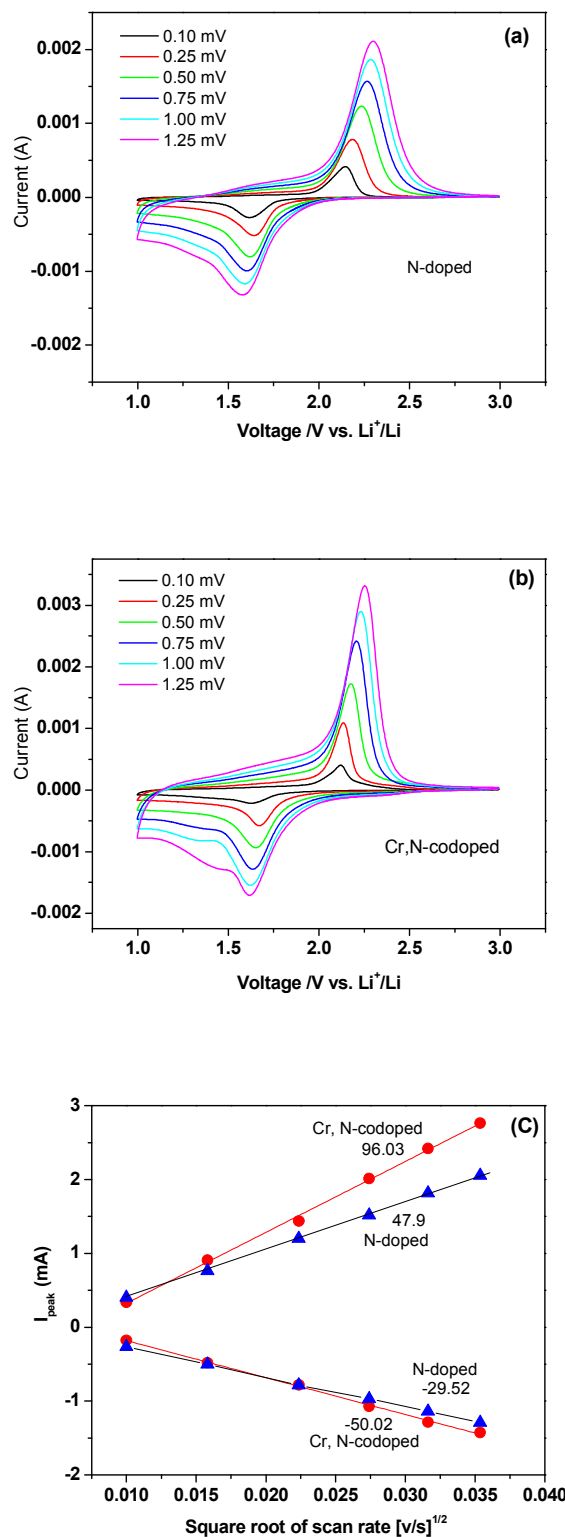 (a)
0.10 mV
0.25 mV
0.50 mV
0.75 mV
1.00 mV
1.25 mV
0.002
0.001
0.000
-0.001
-0.002
Current (A)
N-doped
1.0 1.5 2.0 2.5 3.0
Voltage /V vs. Li⁺/Li
(b)
0.10 mV
0.25 mV
0.50 mV
0.75 mV
1.00 mV
1.25 mV
0.003
0.002
0.001
0.000
-0.001
-0.002
Current (A)
Cr,N-codoped
1.0 1.5 2.0 2.5 3.0
Voltage /V vs. Li⁺/Li
(C)
3
2
1
0
-1
-2
I_peak (mA)
Cr, N-codoped
96.03
47.9
N-doped
N-doped
-29.52
-50.02
Cr, N-codoped
0.010 0.015 0.020 0.025 0.030 0.035 0.040
Square root of scan rate [v/s]^1/2